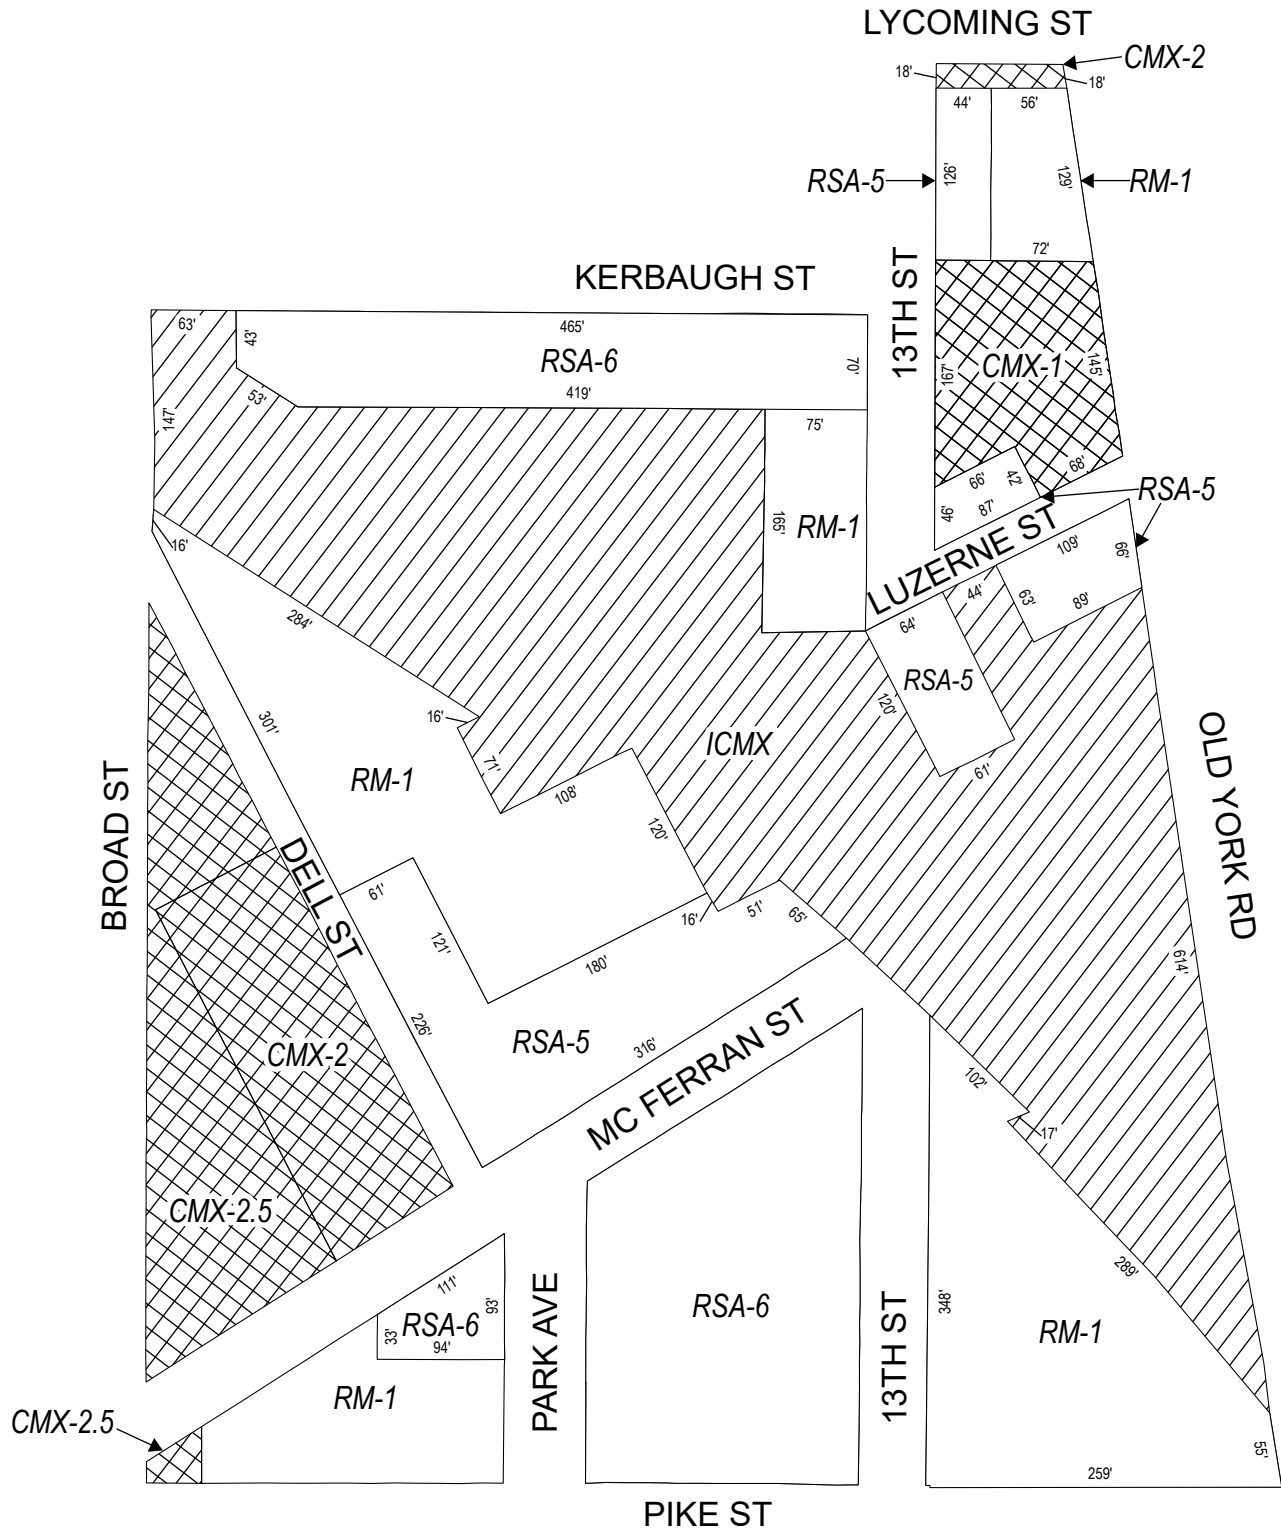 LYCOMING ST
CMX-2
18'
18'
44'
56'
RSA-5
126'
129'
RM-1
72'
KERBAUGH ST
13TH ST
63'
43'
465'
RSA-6
70'
CMX-1
167'
145'
53'
419'
147'
75'
68'
66'
42'
RSA-5
46'
87'
165'
RM-1
LUZERNE ST
109'
66'
16'
44'
63'
89'
284'
64'
RSA-5
120'
301'
16'
ICMX
61'
71'
RM-1
108'
120'
BROAD ST
OLD YORK RD
DELL ST
61'
51'
65'
16'
121'
180'
614'
226'
RSA-5
316'
MC FERRAN ST
CMX-2
102'
17'
CMX-2.5
289'
111'
93'
RSA-6
33'
94'
PARK AVE
RSA-6
13TH ST
348'
RM-1
RM-1
CMX-2.5
55'
259'
PIKE ST